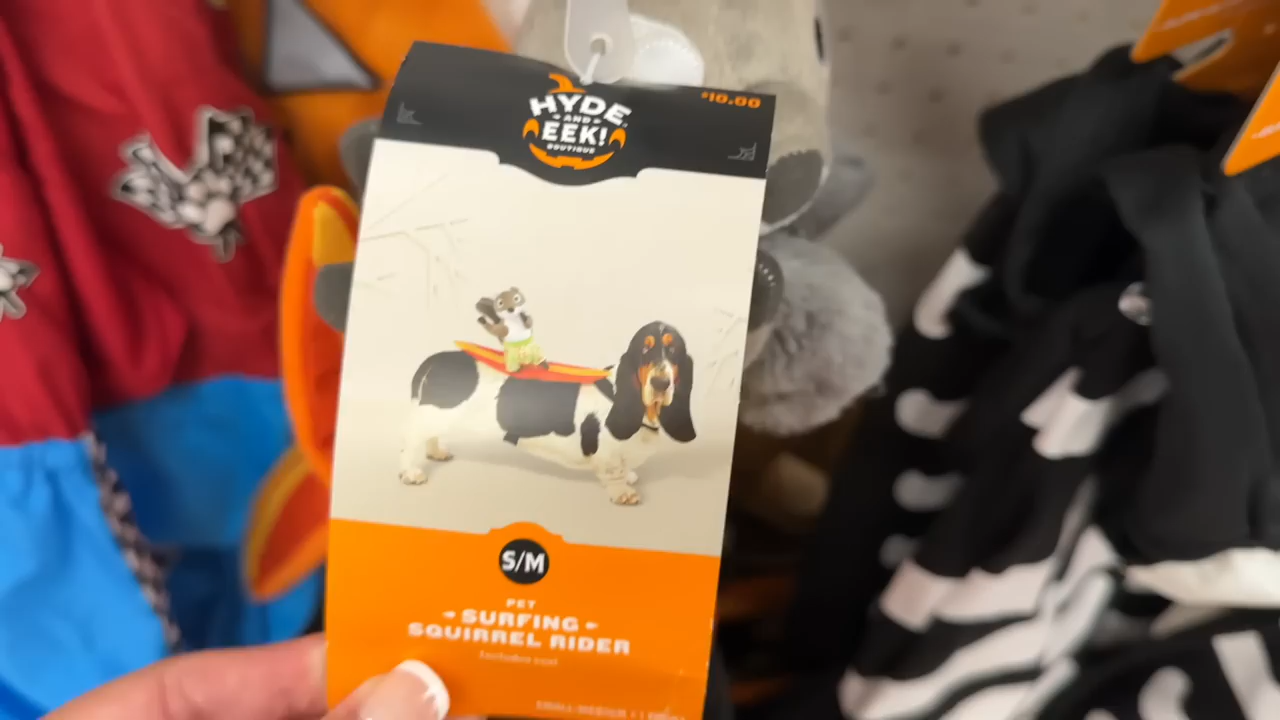 $10.00
HYDE
AND
EEK!
BOUTIQUE
S/M
PET
SURFING
SQUIRREL RIDER